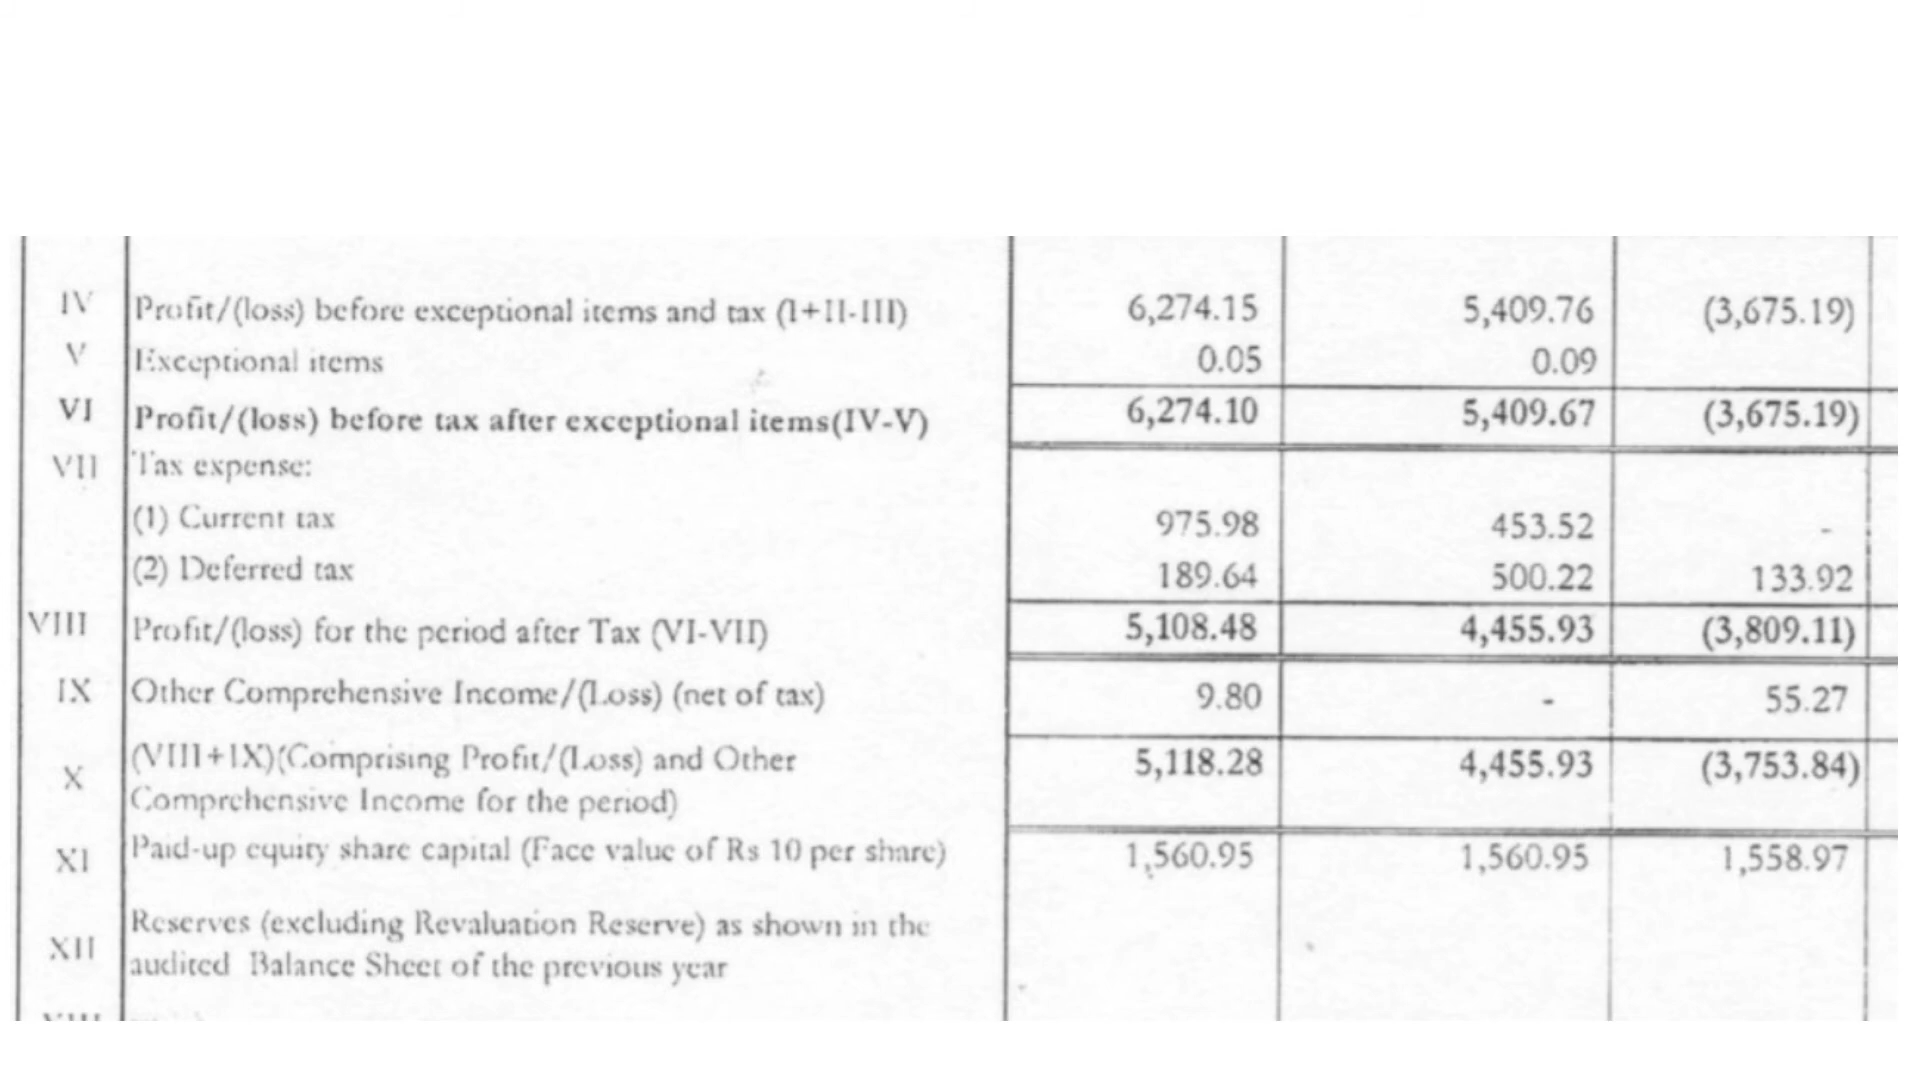 IV Profit/(loss) before exceptional items and tax (I+II-III) 6,274.15 5,409.76 (3,675.19)
V Exceptional items 0.05 0.09
VI Profit/(loss) before tax after exceptional items(IV-V) 6,274.10 5,409.67 (3,675.19)
VII Tax expense:
(1) Current tax 975.98 453.52 -
(2) Deferred tax 189.64 500.22 133.92
VIII Profit/(loss) for the period after Tax (VI-VII) 5,108.48 4,455.93 (3,809.11)
IX Other Comprehensive Income/(Loss) (net of tax) 9.80 - 55.27
X (VIII+IX)(Comprising Profit/(Loss) and Other 5,118.28 4,455.93 (3,753.84)
Comprehensive Income for the period)
XI Paid-up equity share capital (Face value of Rs 10 per share) 1,560.95 1,560.95 1,558.97
XII Reserves (excluding Revaluation Reserve) as shown in the
audited Balance Sheet of the previous year